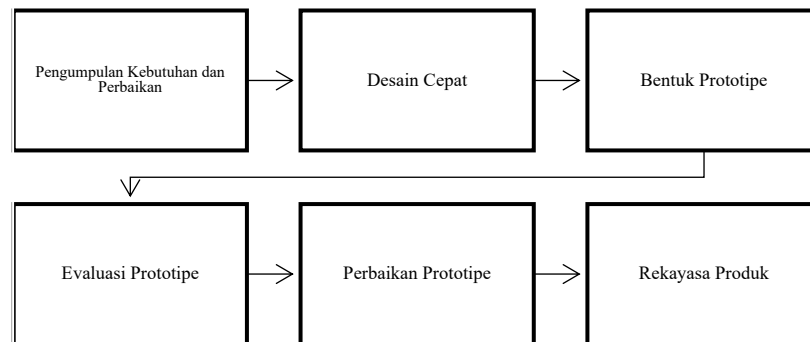 Pengumpulan Kebutuhan dan
Perbaikan
Desain Cepat
Bentuk Prototipe
Evaluasi Prototipe
Perbaikan Prototipe
Rekayasa Produk